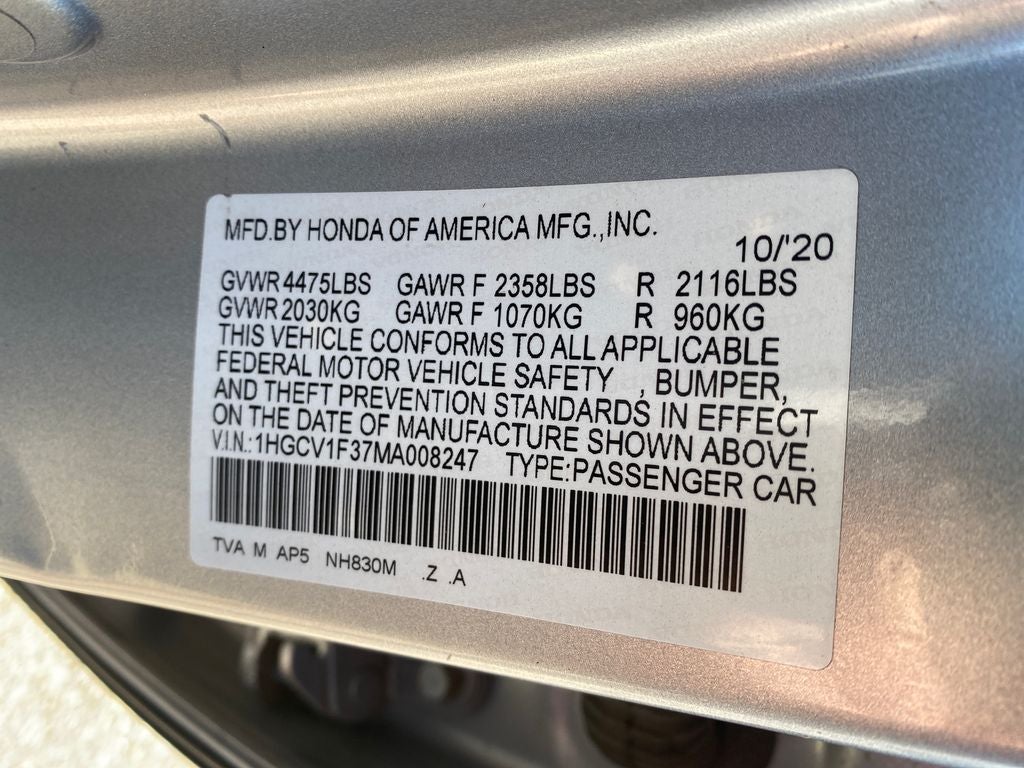 MFD.BY HONDA OF AMERICA MFG.,INC.
10/'20
GVWR 4475LBS GAWR F 2358LBS R 2116LBS
GVWR 2030KG GAWR F 1070KG R 960KG
THIS VEHICLE CONFORMS TO ALL APPLICABLE
FEDERAL MOTOR VEHICLE SAFETY , BUMPER,
AND THEFT PREVENTION STANDARDS IN EFFECT
ON THE DATE OF MANUFACTURE SHOWN ABOVE.
V.I.N.:1HGCV1F37MA008247 TYPE:PASSENGER CAR
TVA M AP5 NH830M .Z .A